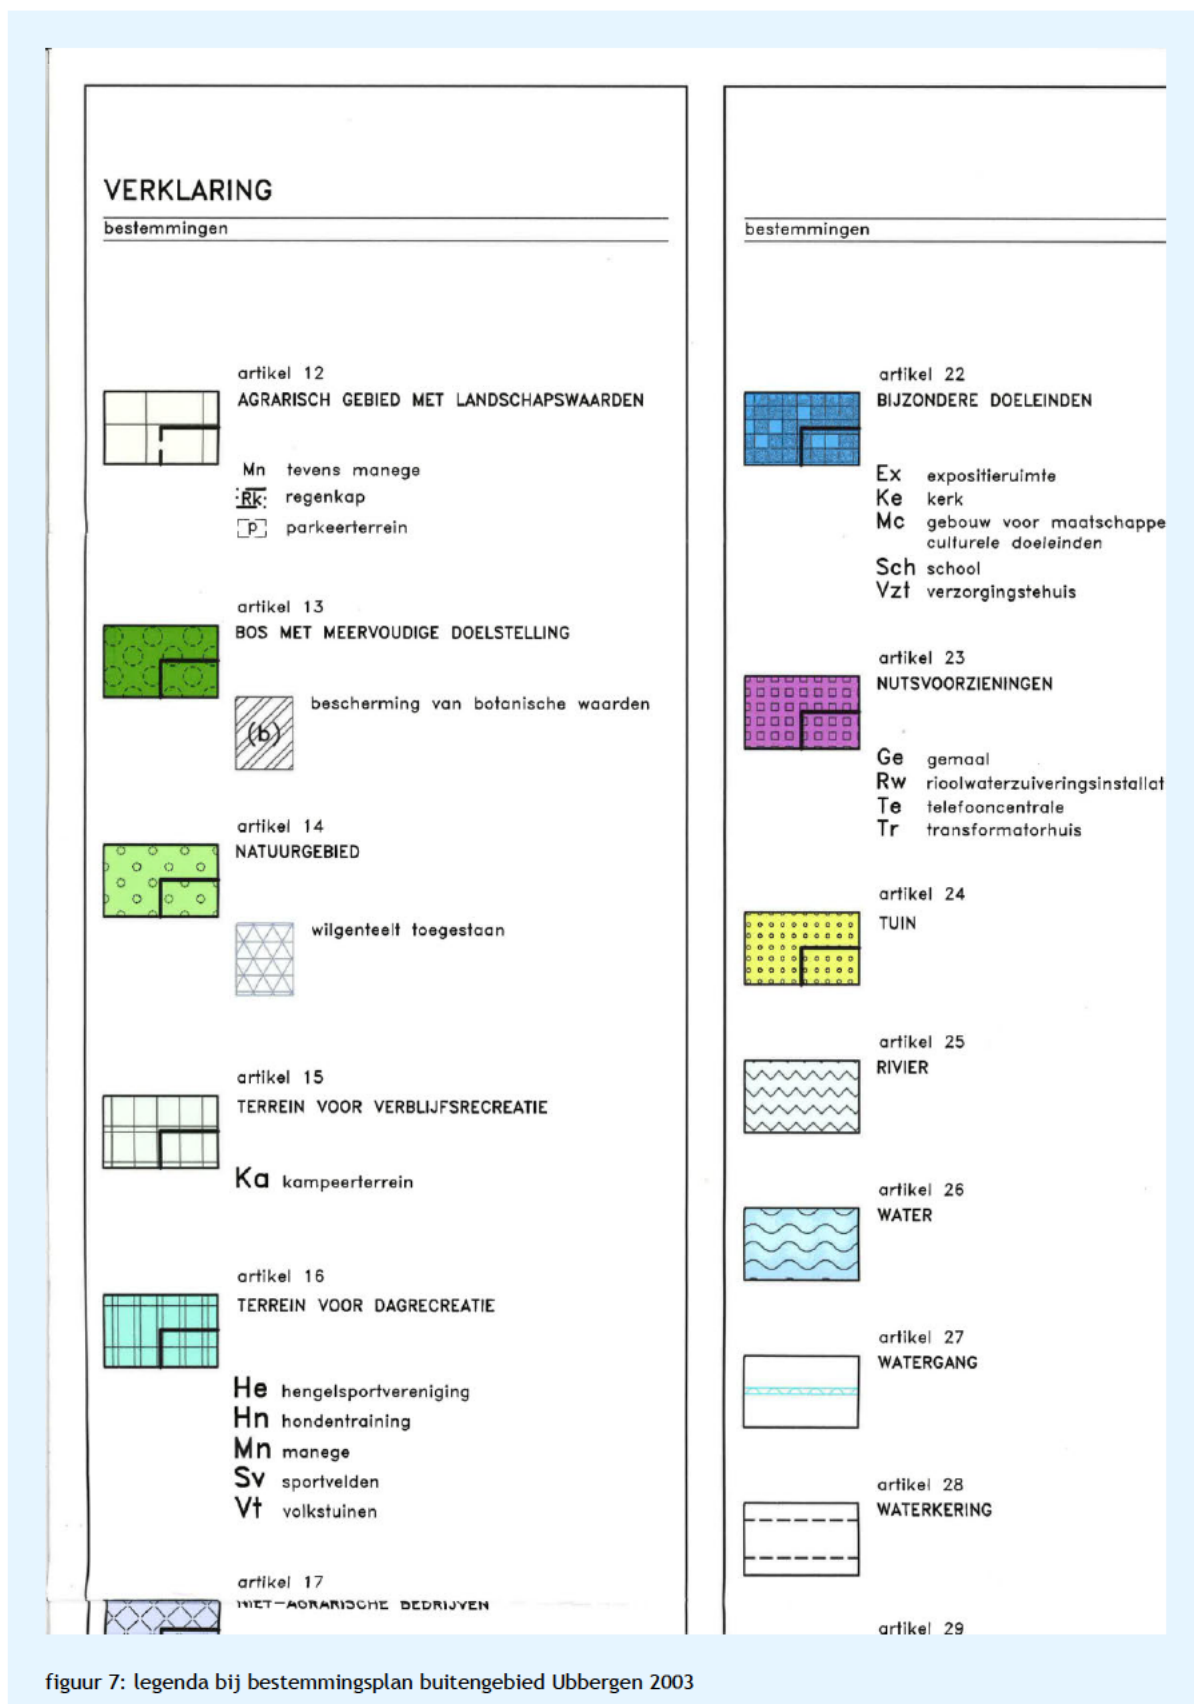 VERKLARING
bestemmingen
artikel 12
AGRARISCH GEBIED MET LANDSCHAPSWAARDEN
Mn tevens manege
Rk regenkap
p parkeerterrein
artikel 13
BOS MET MEERVOUDIGE DOELSTELLING
(b) bescherming van botanische waarden
artikel 14
NATUURGEBIED
wilgenteelt toegestaan
artikel 15
TERREIN VOOR VERBLIJFSRECREATIE
Ka kampeerterrein
artikel 16
TERREIN VOOR DAGRECREATIE
He hengelsportvereniging
Hn hondentraining
Mn manege
Sv sportvelden
Vt volkstuinen
artikel 17
NIET-AGRARISCHE BEDRIJVEN
bestemmingen
artikel 22
BIJZONDERE DOELEINDEN
Ex expositieruimte
Ke kerk
Mc gebouw voor maatschappe
culturele doeleinden
Sch school
Vzt verzorgingstehuis
artikel 23
NUTSVOORZIENINGEN
Ge gemaal
Rw rioolwaterzuiveringsinstallat
Te telefooncentrale
Tr transformatorhuis
artikel 24
TUIN
artikel 25
RIVIER
artikel 26
WATER
artikel 27
WATERGANG
artikel 28
WATERKERING
artikel 29
figuur 7: legenda bij bestemmingsplan buitengebied Ubbergen 2003